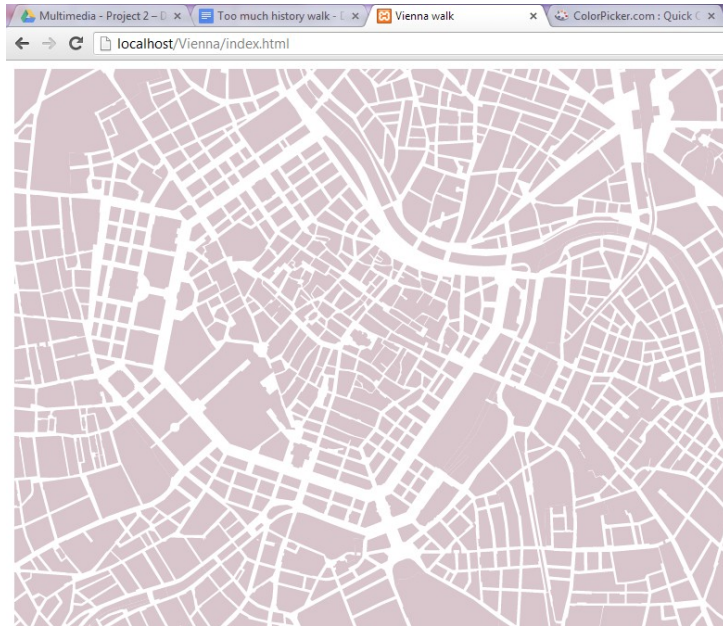 Multimedia - Project 2 – D
Too much history walk -
Vienna walk
ColorPicker.com : Quick
localhost/Vienna/index.html